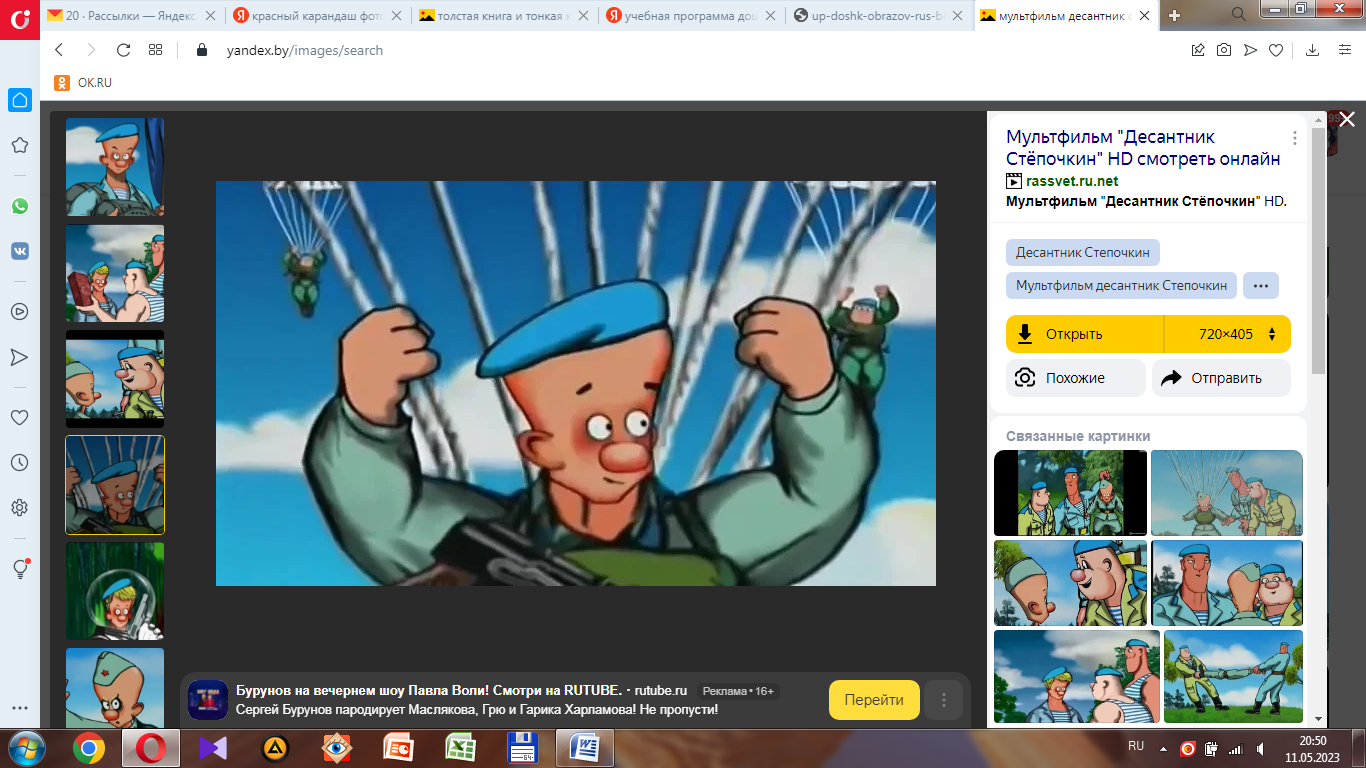 20 · Рассылки — Яндекс
красный карандаш фото
толстая книга и тонкая к
учебная программа дош
up-doshk-obrazov-rus-be
мультфильм десантник с
yandex.by/images/search
OK.RU
Мультфильм "Десантник
Стёпочкин" HD смотреть онлайн
rassvet.ru.net
Мультфильм "Десантник Стёпочкин" HD.
Десантник Степочкин
Мультфильм десантник Степочкин
Открыть
720×405
Похожие
Отправить
Связанные картинки
Бурунов на вечернем шоу Павла Воли! Смотри на RUTUBE. · rutube.ru Реклама • 16+
Сергей Бурунов пародирует Маслякова, Грю и Гарика Харламова! Не пропусти!
Перейти
RU
20:50
11.05.2023